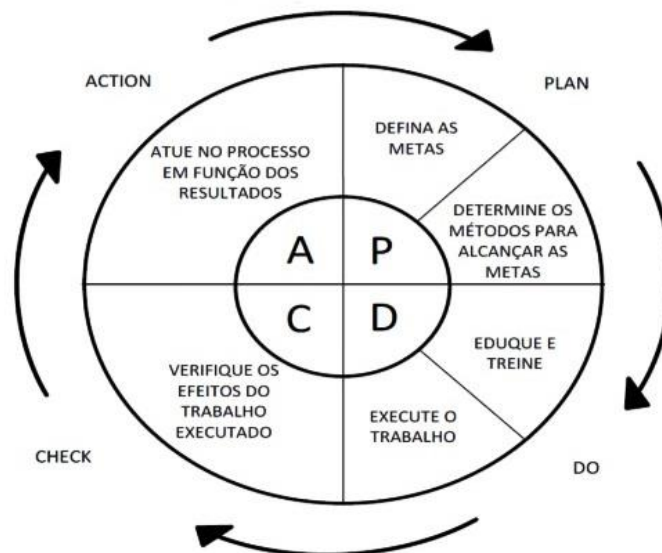 ACTION
PLAN
DEFINA AS
METAS
ATUE NO PROCESSO
EM FUNÇÃO DOS
RESULTADOS
DETERMINE OS
MÉTODOS PARA
ALCANÇAR AS
METAS
A P
C D
EDUQUE E
TREINE
VERIFIQUE OS
EFEITOS DO
TRABALHO
EXECUTADO
EXECUTE O
TRABALHO
CHECK
DO